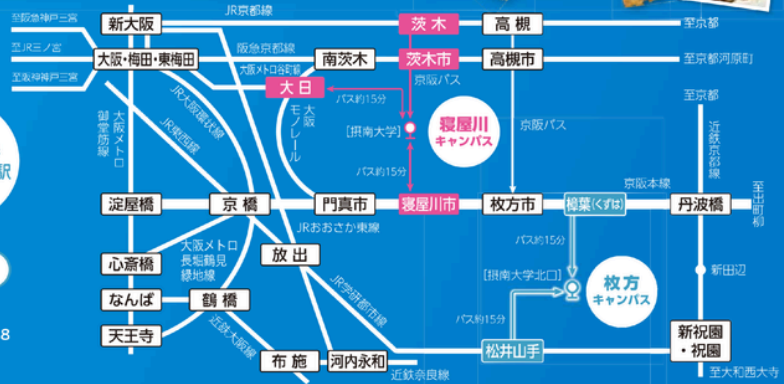 至阪急神戸三宮
至JR三ノ宮
至阪神神戸三宮
JR京都線
新大阪
茨木
高槻
至京都
大阪・梅田・東梅田
阪急京都線
南茨木
茨木市
高槻市
至京都河原町
大阪メトロ谷町線
大日
京阪バス
バス約15分
[摂南大学]
寝屋川
キャンパス
京阪バス
至京都
近鉄京都線
大阪メトロ
御堂筋線
JR大阪環状線
JR東西線
大阪
モノレール
バス約15分
駅
淀屋橋
京橋
門真市
寝屋川市
枚方市
樟葉(くずは)
京阪本線
丹波橋
至出町柳
JRおおさか東線
心斎橋
大阪メトロ
長堀鶴見
緑地線
放出
JR学研都市線
バス約15分
[摂南大学北口]
枚方
キャンパス
新田辺
なんば
鶴橋
バス約15分
8
天王寺
近鉄大阪線
布施
河内永和
近鉄奈良線
松井山手
新祝園
・祝園
至大和西大寺